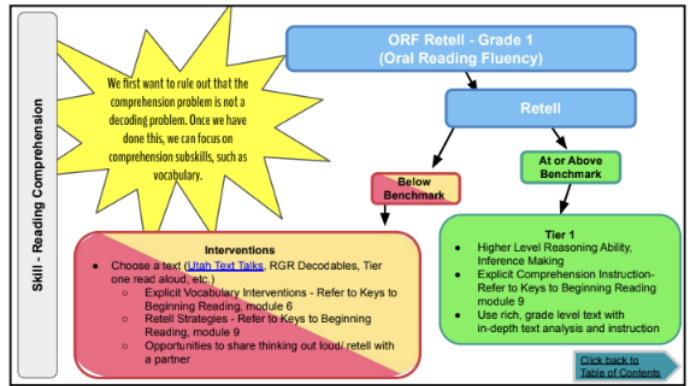 Skill - Reading Comprehension
We first want to rule out that the
comprehension problem is not a
decoding problem. Once we have
done this, we can focus on
comprehension subskills, such as
vocabulary.
ORF Retell - Grade 1
(Oral Reading Fluency)
Retell
Below
Benchmark
At or Above
Benchmark
Interventions
● Choose a text (Utah Text Talks, RGR Decodables, Tier
one read aloud, etc.)
○ Explicit Vocabulary Interventions - Refer to Keys to
Beginning Reading, module 6
○ Retell Strategies - Refer to Keys to Beginning
Reading, module 9
○ Opportunities to share thinking out loud/ retell with
a partner
Tier 1
● Higher Level Reasoning Ability,
Inference Making
● Explicit Comprehension Instruction-
Refer to Keys to Beginning Reading
module 9
● Use rich, grade level text with
in-depth text analysis and instruction
Click back to
Table of Contents